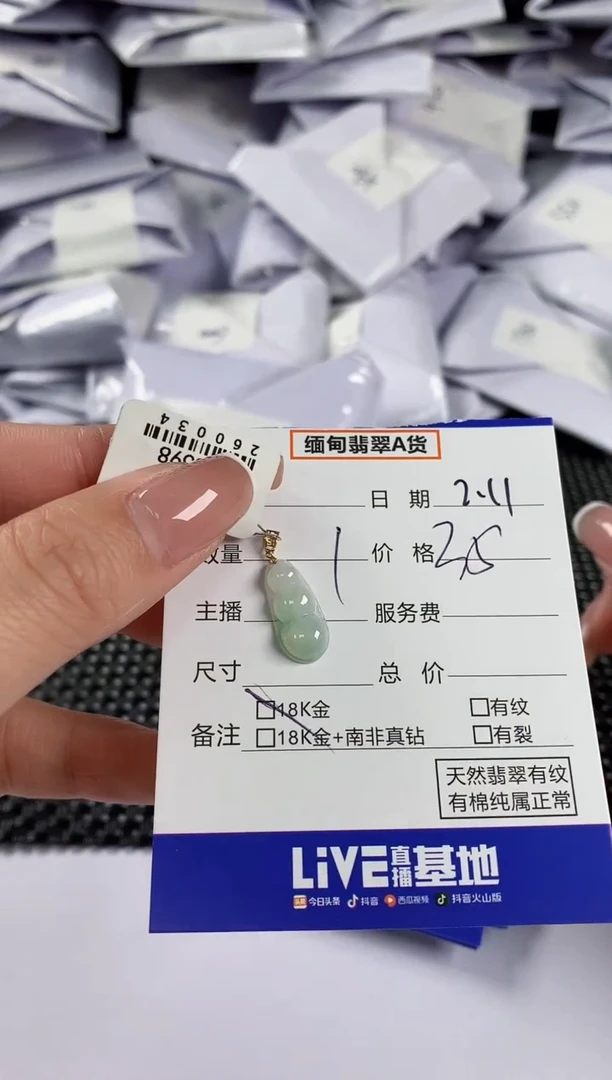 缅甸翡翠A货
260034
598
日期 2.11
数量 1 价格
主播 服务费
尺寸 总价
□18K金 □有纹
备注 □18K金+南非真钻 □有裂
天然翡翠有纹
有棉纯属正常
LiVE直播基地
头条 今日头条 抖音 西瓜视频 抖音火山版